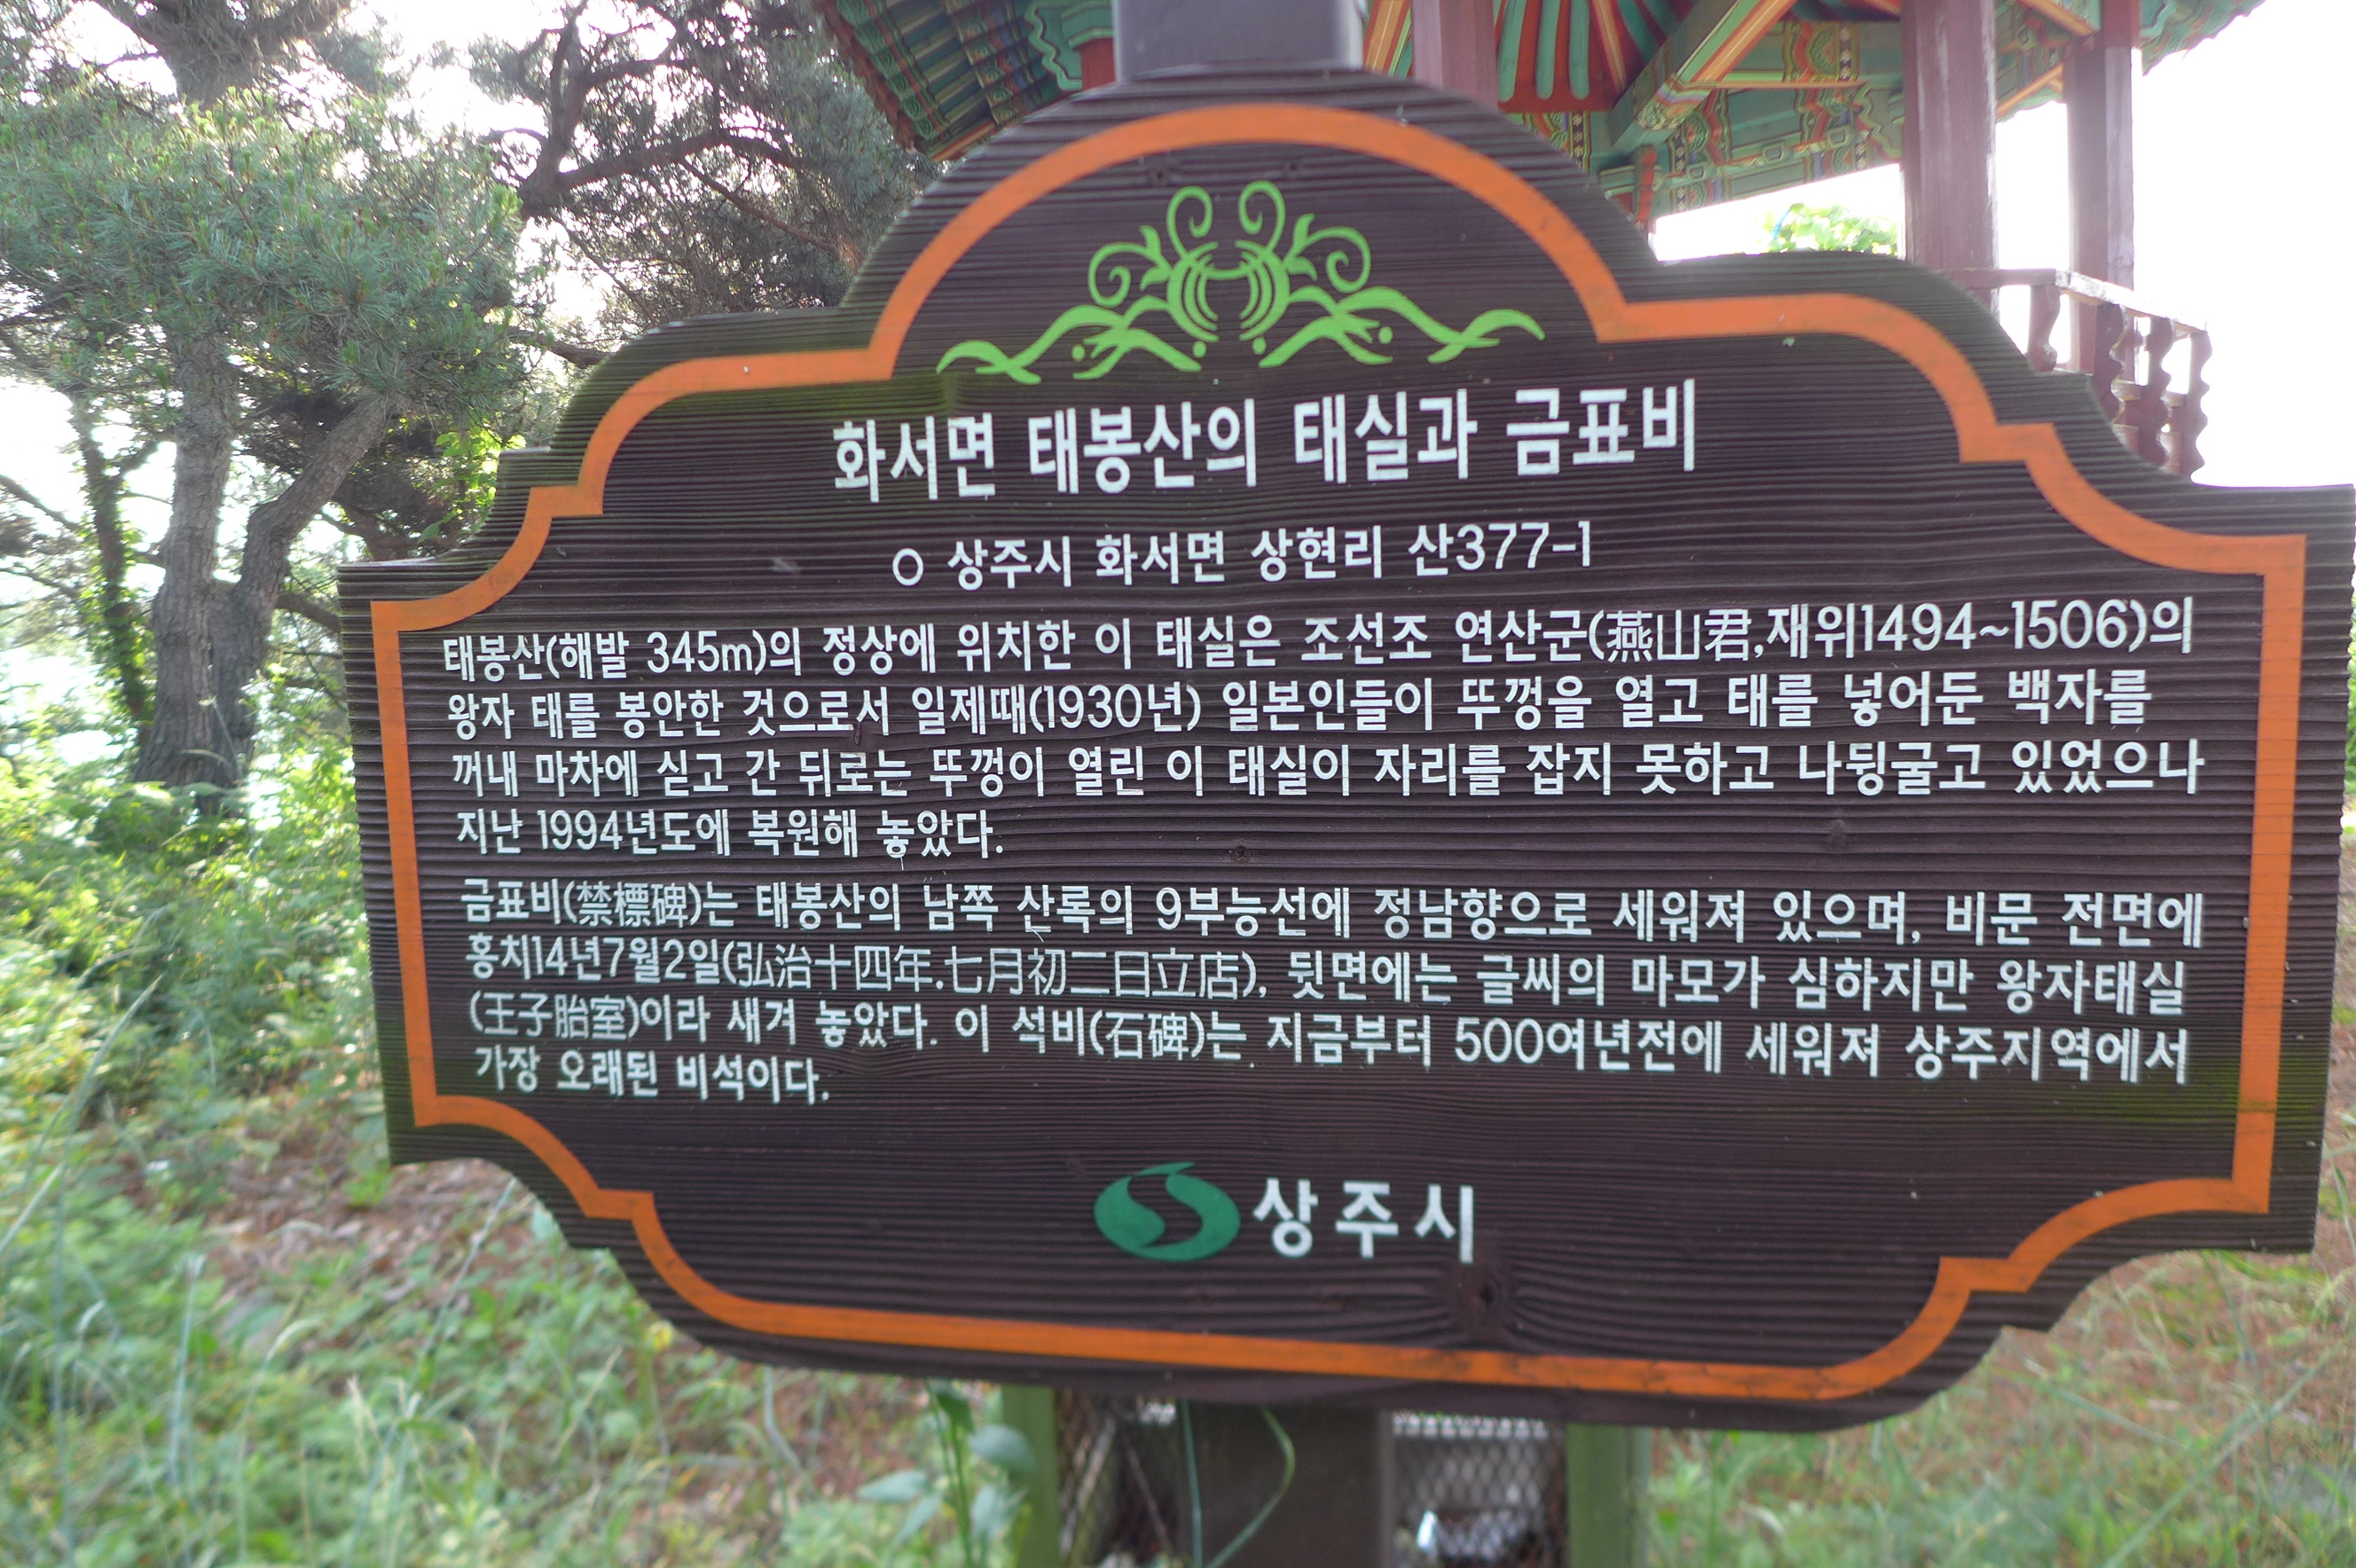 화서면 태봉산의 태실과 금표비
○ 상주시 화서면 상현리 산377-1
태봉산(해발 345m)의 정상에 위치한 이 태실은 조선조 연산군(燕山君,재위1494~1506)의
왕자 태를 봉안한 것으로서 일제때(1930년) 일본인들이 뚜껑을 열고 태를 넣어둔 백자를
꺼내 마차에 싣고 간 뒤로는 뚜껑이 열린 이 태실이 자리를 잡지 못하고 나뒹굴고 있었으나
지난 1994년도에 복원해 놓았다.
금표비(禁標碑)는 태봉산의 남쪽 산록의 9부능선에 정남향으로 세워져 있으며, 비문 전면에
홍치14년7월2일(弘治十四年.七月初二日立店), 뒷면에는 글씨의 마모가 심하지만 왕자태실
(王子胎室)이라 새겨 놓았다. 이 석비(石碑)는 지금부터 500여년전에 세워져 상주지역에서
가장 오래된 비석이다.
상주시